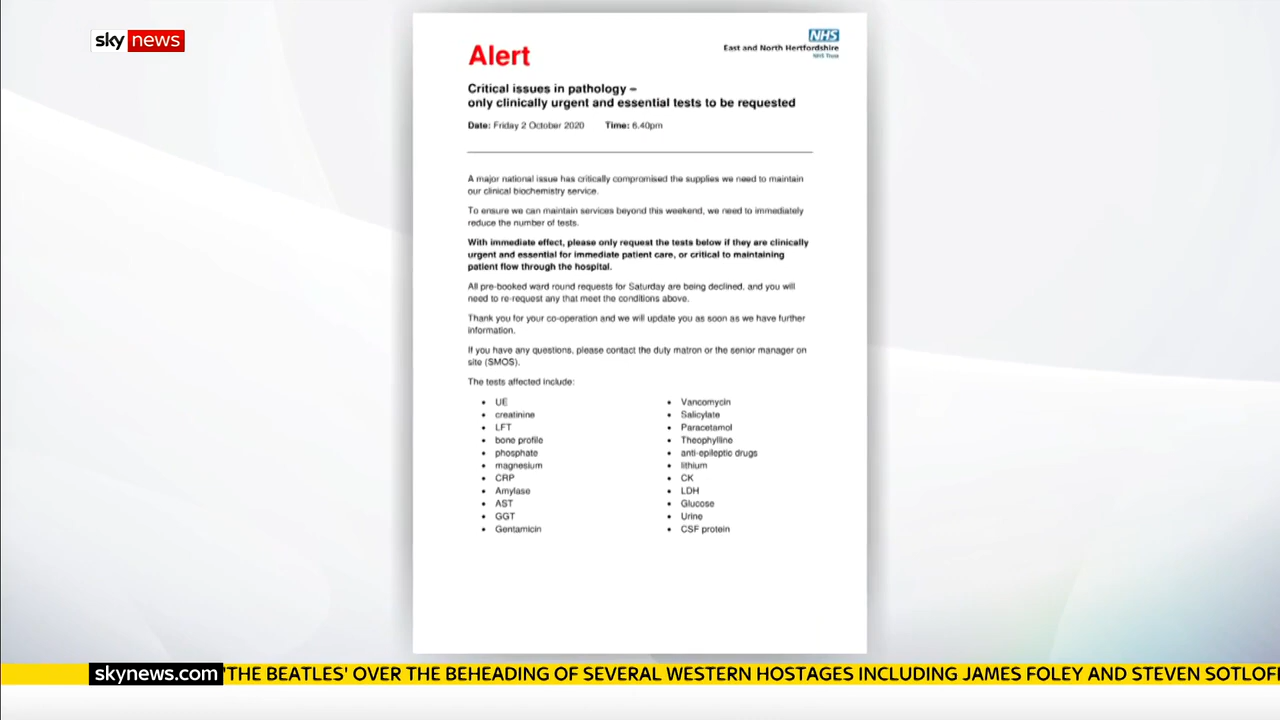 sky news
NHS
East and North Hertfordshire
NHS Trust
Alert
Critical issues in pathology –
only clinically urgent and essential tests to be requested
Date: Friday 2 October 2020 Time: 6.40pm
A major national issue has critically compromised the supplies we need to maintain
our clinical biochemistry service.
To ensure we can maintain services beyond this weekend, we need to immediately
reduce the number of tests.
With immediate effect, please only request the tests below if they are clinically
urgent and essential for immediate patient care, or critical to maintaining
patient flow through the hospital.
All pre-booked ward round requests for Saturday are being declined, and you will
need to re-request any that meet the conditions above.
Thank you for your co-operation and we will update you as soon as we have further
information.
If you have any questions, please contact the duty matron or the senior manager on
site (SMOS).
The tests affected include:
• UE
• creatinine
• LFT
• bone profile
• phosphate
• magnesium
• CRP
• Amylase
• AST
• GGT
• Gentamicin
• Vancomycin
• Salicylate
• Paracetamol
• Theophylline
• anti-epileptic drugs
• lithium
• CK
• LDH
• Glucose
• Urine
• CSF protein
skynews.com 'THE BEATLES' OVER THE BEHEADING OF SEVERAL WESTERN HOSTAGES INCLUDING JAMES FOLEY AND STEVEN SOTLOF